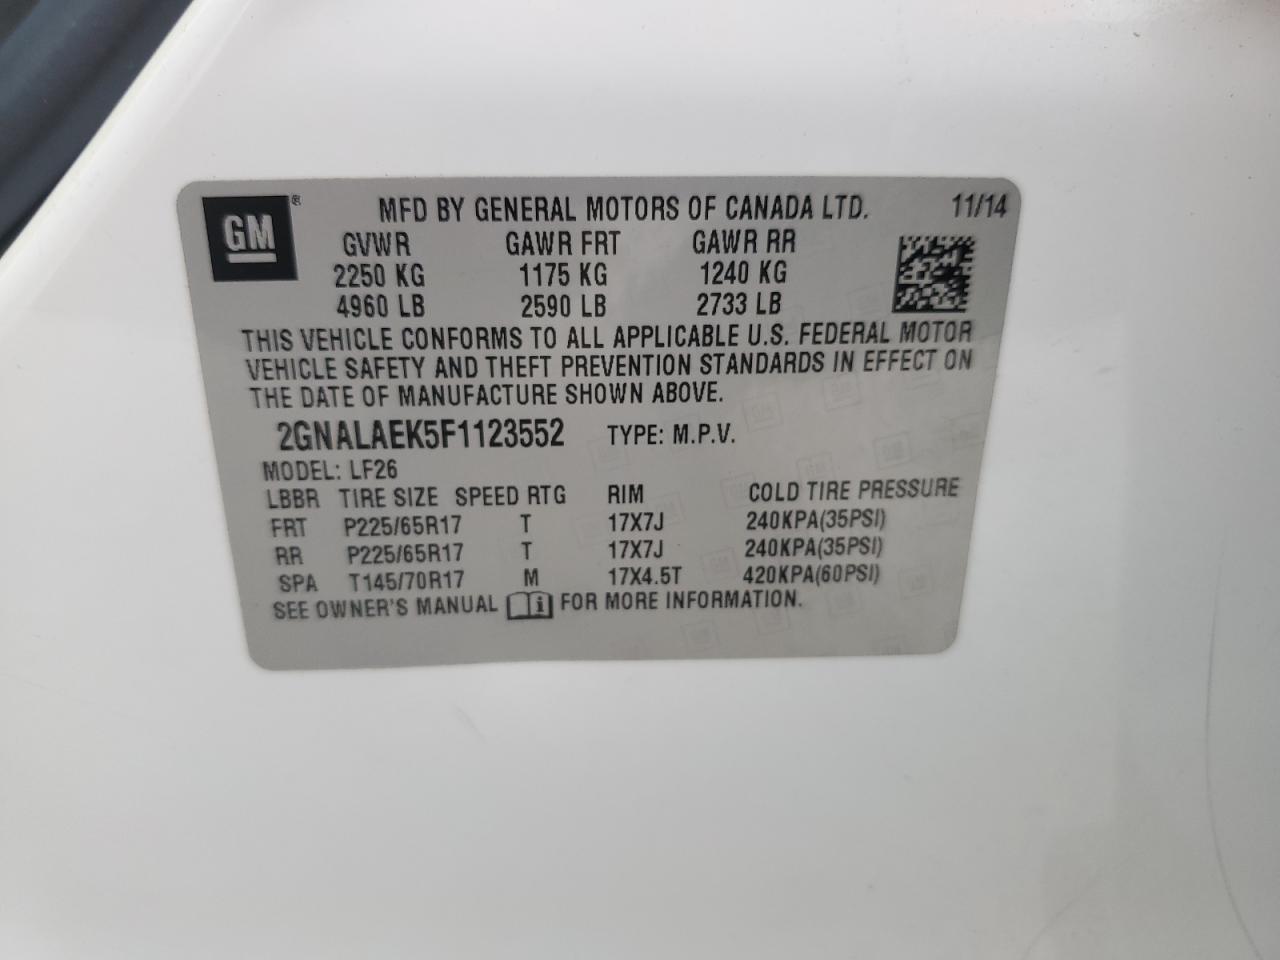 GM ®
MFD BY GENERAL MOTORS OF CANADA LTD. 11/14
GVWR GAWR FRT GAWR RR
2250 KG 1175 KG 1240 KG
4960 LB 2590 LB 2733 LB
THIS VEHICLE CONFORMS TO ALL APPLICABLE U.S. FEDERAL MOTOR
VEHICLE SAFETY AND THEFT PREVENTION STANDARDS IN EFFECT ON
THE DATE OF MANUFACTURE SHOWN ABOVE.
2GNALAEK5F1123552 TYPE: M.P.V.
MODEL: LF26
LBBR TIRE SIZE SPEED RTG RIM COLD TIRE PRESSURE
FRT P225/65R17 T 17X7J 240KPA(35PSI)
RR P225/65R17 T 17X7J 240KPA(35PSI)
SPA T145/70R17 M 17X4.5T 420KPA(60PSI)
SEE OWNER'S MANUAL i FOR MORE INFORMATION.